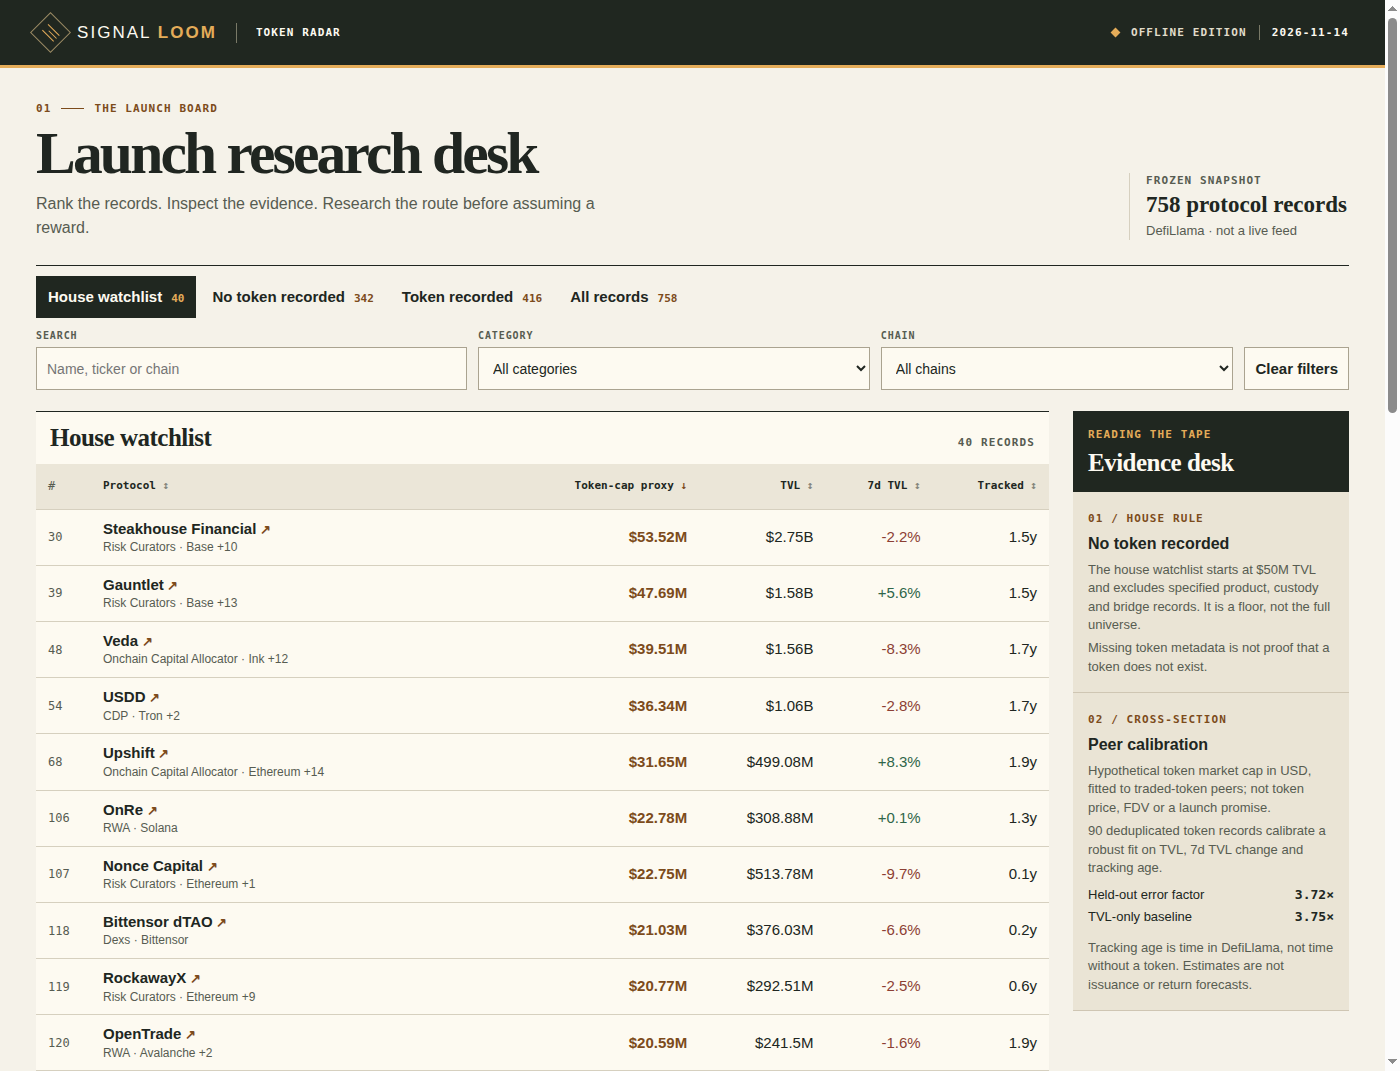 SIGNAL LOOM TOKEN RADAR OFFLINE EDITION 2026-11-14
01 THE LAUNCH BOARD
Launch research desk
Rank the records. Inspect the evidence. Research the route before assuming a
reward.
FROZEN SNAPSHOT
758 protocol records
DefiLlama · not a live feed
House watchlist 40 No token recorded 342 Token recorded 416 All records 758
SEARCH CATEGORY CHAIN
Name, ticker or chain All categories All chains Clear filters
House watchlist 40 RECORDS
# Protocol ↕ Token-cap proxy ↓ TVL ↕ 7d TVL ↕ Tracked ↕
30 Steakhouse Financial ↗ $53.52M $2.75B -2.2% 1.5y
Risk Curators · Base +10
39 Gauntlet ↗ $47.69M $1.58B +5.6% 1.5y
Risk Curators · Base +13
48 Veda ↗ $39.51M $1.56B -8.3% 1.7y
Onchain Capital Allocator · Ink +12
54 USDD ↗ $36.34M $1.06B -2.8% 1.7y
CDP · Tron +2
68 Upshift ↗ $31.65M $499.08M +8.3% 1.9y
Onchain Capital Allocator · Ethereum +14
106 OnRe ↗ $22.78M $308.88M +0.1% 1.3y
RWA · Solana
107 Nonce Capital ↗ $22.75M $513.78M -9.7% 0.1y
Risk Curators · Ethereum +1
118 Bittensor dTAO ↗ $21.03M $376.03M -6.6% 0.2y
Dexs · Bittensor
119 RockawayX ↗ $20.77M $292.51M -2.5% 0.6y
Risk Curators · Ethereum +9
120 OpenTrade ↗ $20.59M $241.5M -1.6% 1.9y
RWA · Avalanche +2
READING THE TAPE
Evidence desk
01 / HOUSE RULE
No token recorded
The house watchlist starts at $50M TVL
and excludes specified product, custody
and bridge records. It is a floor, not the full
universe.
Missing token metadata is not proof that a
token does not exist.
02 / CROSS-SECTION
Peer calibration
Hypothetical token market cap in USD,
fitted to traded-token peers; not token
price, FDV or a launch promise.
90 deduplicated token records calibrate a
robust fit on TVL, 7d TVL change and
tracking age.
Held-out error factor 3.72×
TVL-only baseline 3.75×
Tracking age is time in DefiLlama, not time
without a token. Estimates are not
issuance or return forecasts.